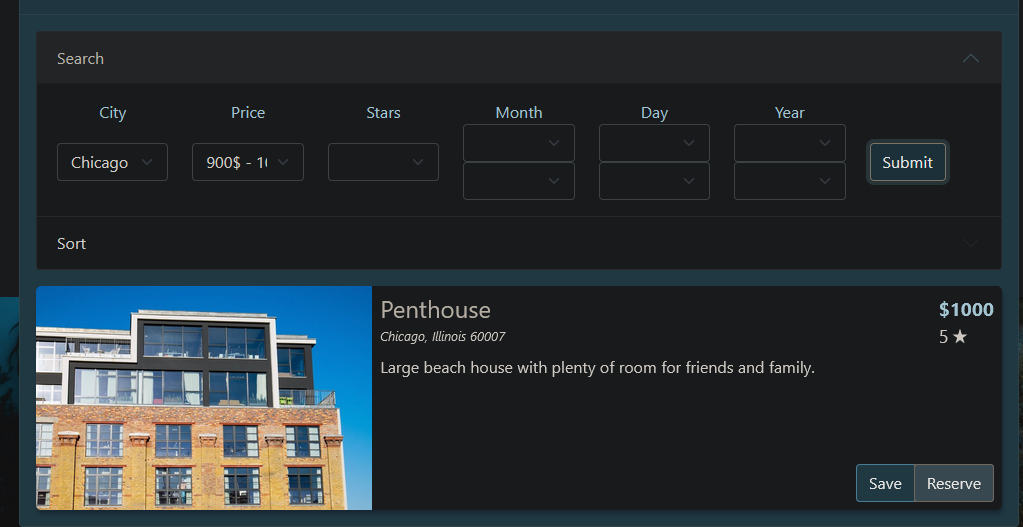 Search
City Price Stars Month Day Year
Chicago 900$ - 1
Submit
Sort
Penthouse
$1000
Chicago, Illinois 60007
5 ★
Large beach house with plenty of room for friends and family.
Save Reserve